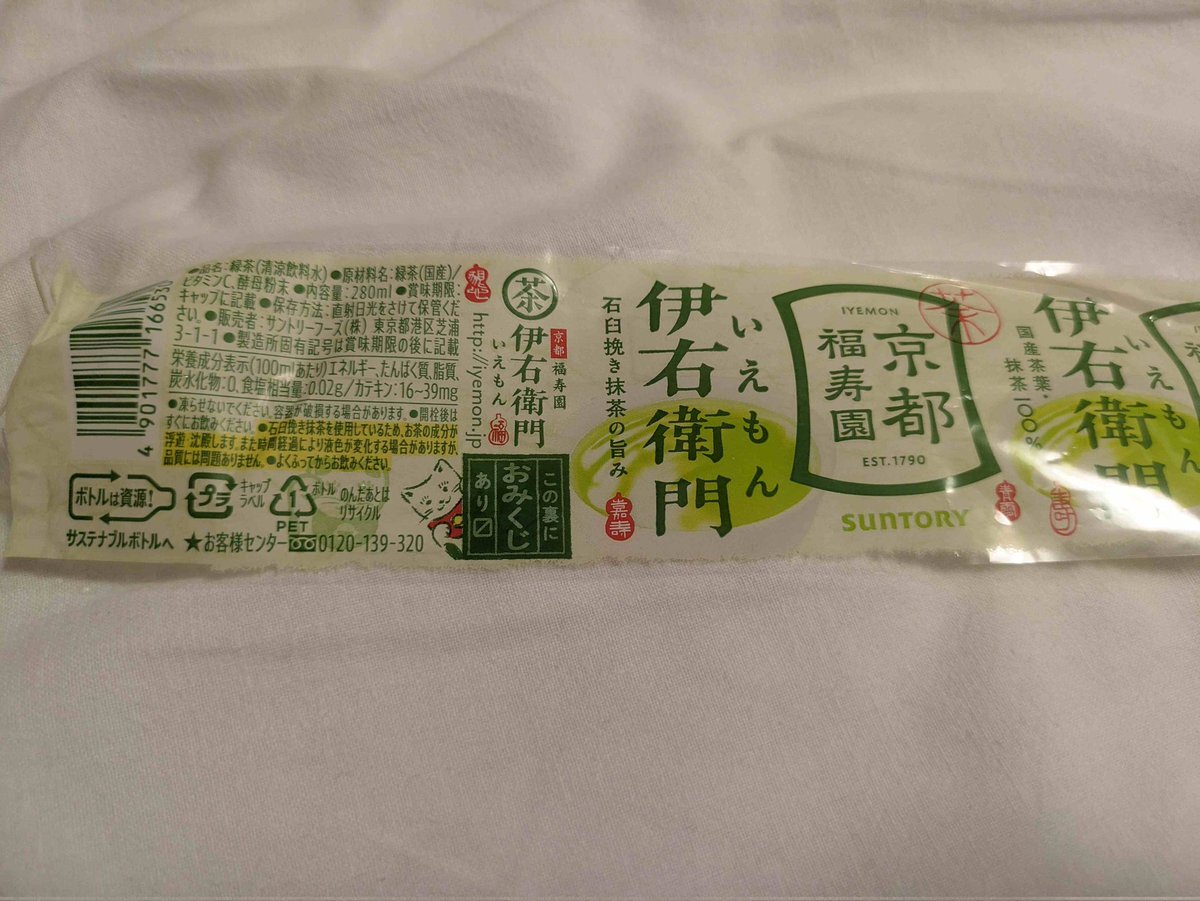 ●品名:緑茶(清涼飲料水)●原材料名:緑茶(国産)/
ビタミンC、酵母粉末 ●内容量:280ml●賞味期限:
キャップに記載●保存方法:直射日光をさけて保管くだ
さい。●販売者:サントリーフーズ(株) 東京都港区芝浦
3-1-1●製造所固有記号は賞味期限の後に記載
栄養成分表示(100mlあたり)エネルギー、たんぱく質、脂質、
炭水化物:0、食塩相当量:0.02g/カテキン:16~39mg
●凍らせないでください。容器が破損する場合があります。●開栓後は
すぐにお飲みください。●石臼挽き抹茶を使用しているため、お茶の成分が
浮遊・沈殿します。また時間経過により液色が変化する場合がありますが、
品質には問題ありません。●よくふってからお飲みください。
4 901777 16653
ボトルは資源!
サステナブルボトルへ
プラ
キャップ
ラベル
1
PET
ボトル
のんだあとは
リサイクル
★お客様センター 0120-139-320
http://iyemon.jp
茶
京都 福寿園
いえもん
伊右衛門
この裏に
おみくじ
あり
石臼挽き抹茶の旨み
嘉寿
いえもん
伊右衛門
IYEMON
京都
福寿園
EST.1790
SUNTORY
茶
国産茶葉・
抹茶一〇〇%
いえもん
伊右衛門
寿